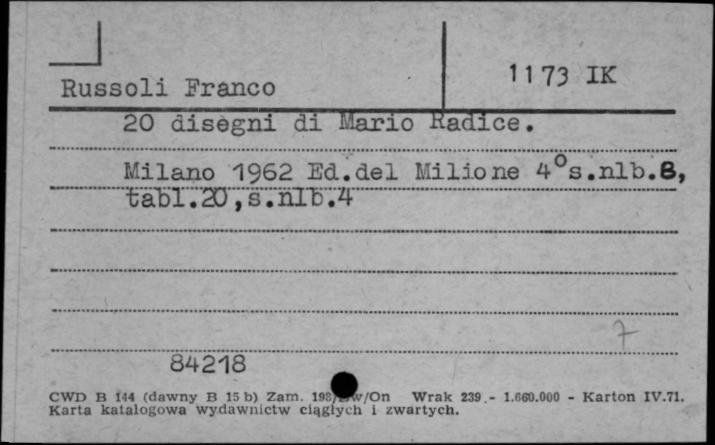 Russoli Franco
1173 IK
20 disegni di Mario Radice.
Milano 1962 Ed.del Milione 4°s.nlb.8,
tabl.20,s.nlb.4
7
84218
CWD B 144 (dawny B 15 b) Zam. /On Wrak 239.- 1.660.000 - Karton IV.71.
Karta katalogowa wydawnictw ciągłych i zwartych.